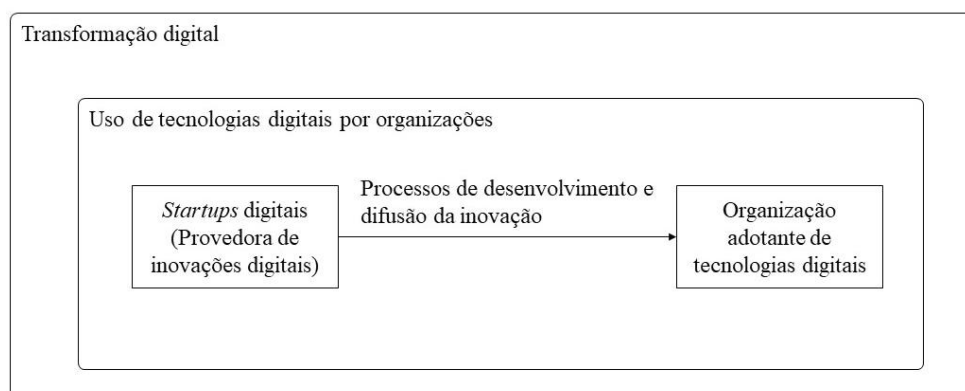 Transformação digital
Uso de tecnologias digitais por organizações
Startups digitais
(Provedora de
inovações digitais)
Processos de desenvolvimento e
difusão da inovação
Organização
adotante de
tecnologias digitais